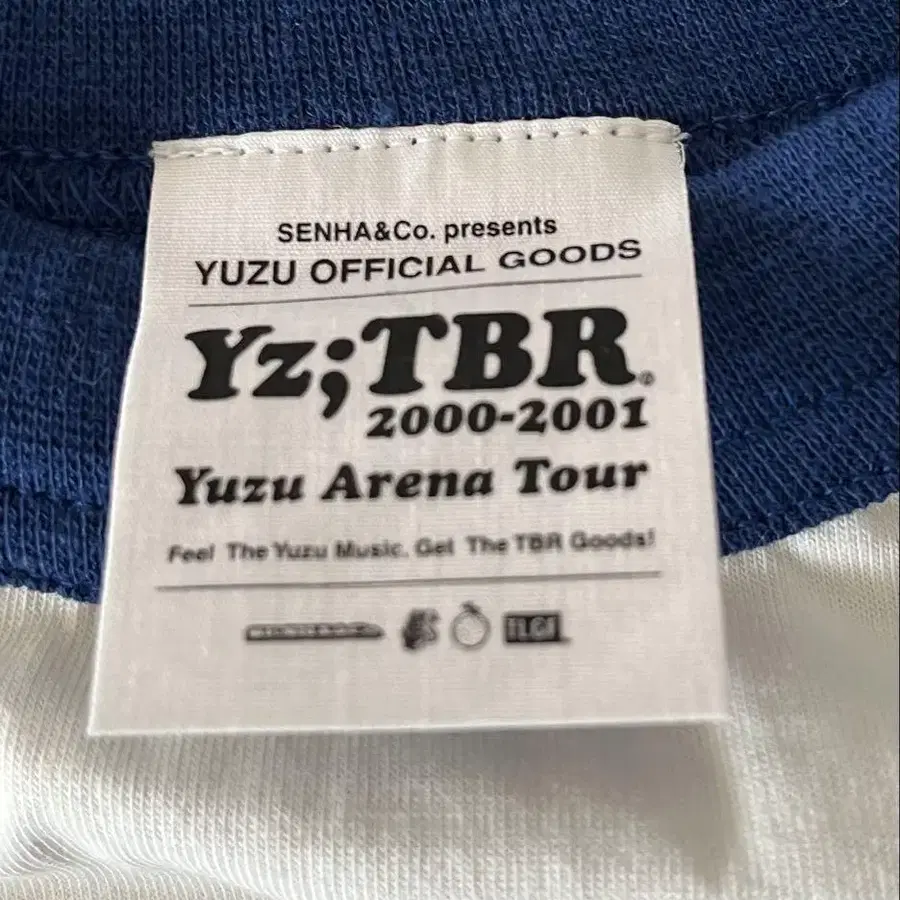 SENHA&Co. presents
YUZU OFFICIAL GOODS
Yz;TBR®
2000-2001
Yuzu Arena Tour
Feel The Yuzu Music. Get The TBR Goods!